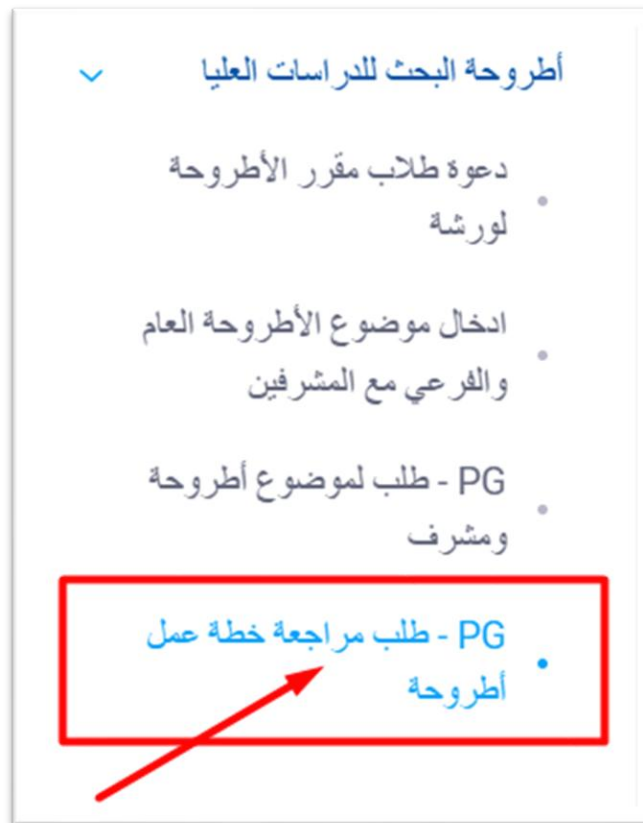 أطروحة البحث للدراسات العليا
دعوة طلاب مقرر الأطروحة
لورشة
ادخال موضوع الأطروحة العام
والفرعي مع المشرفين
PG - طلب لموضوع أطروحة
ومشرف
PG - طلب مراجعة خطة عمل
أطروحة